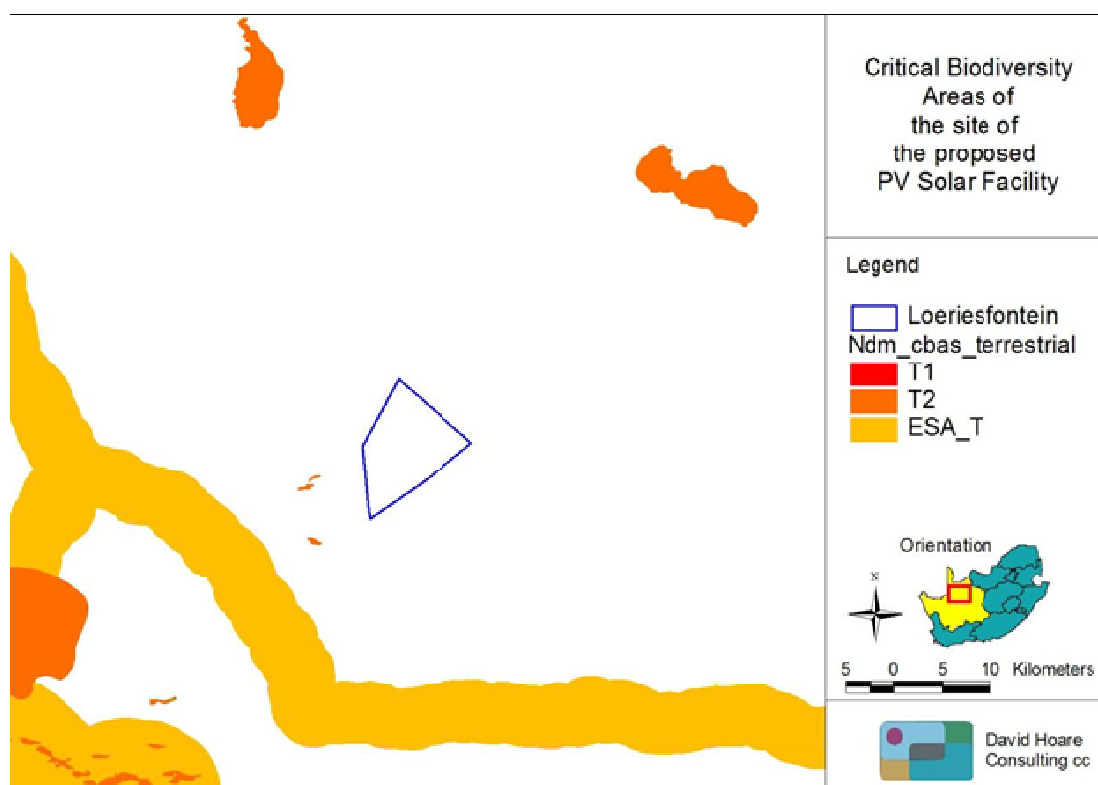 Critical Biodiversity
Areas of
the site of
the proposed
PV Solar Facility
Legend
Loeriesfontein
Ndm_cbas_terrestrial
T1
T2
ESA_T
Orientation
N
5 0 5 10 Kilometers
David Hoare
Consulting cc